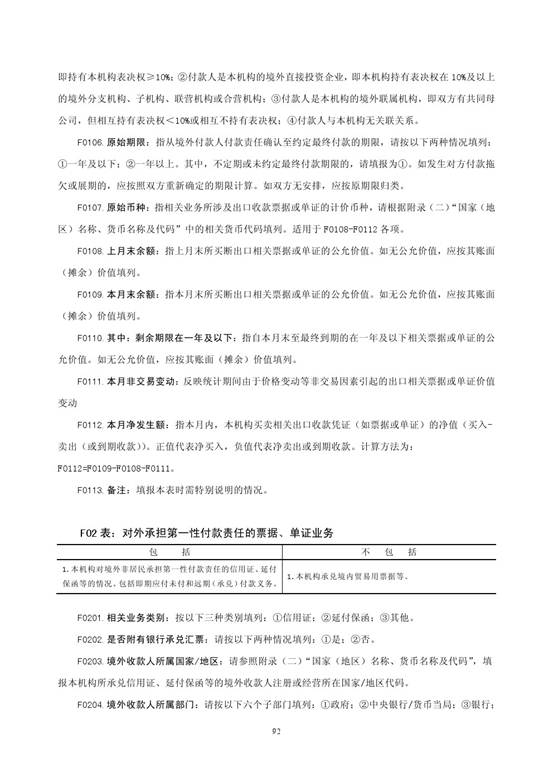 即持有本机构表决权≥10%；②付款人是本机构的境外直接投资企业，即本机构持有表决权在 10%及以上
的境外分支机构、子机构、联营机构或合营机构；③付款人是本机构的境外联属机构，即双方有共同母
公司，但相互持有表决权＜10%或相互不持有表决权；④付款人与本机构无关联关系。
F0106.原始期限：指从境外付款人付款责任确认至约定最终付款的期限，请按以下两种情况填列：
①一年及以下；②一年以上。其中，不定期或未约定最终付款期限的，请填报为①。如发生对方付款拖
欠或展期的，应按照双方重新确定的期限计算。如双方无安排，应按原期限归类。
F0107.原始币种：指相关业务所涉及出口收款票据或单证的计价币种，请根据附录（二）“国家（地
区）名称、货币名称及代码”中的相关货币代码填列。适用于 F0108-F0112 各项。
F0108.上月末余额：指上月末所买断出口相关票据或单证的公允价值。如无公允价值，应按其账面
（摊余）价值填列。
F0109.本月末余额：指本月末所买断出口相关票据或单证的公允价值。如无公允价值，应按其账面
（摊余）价值填列。
F0110.其中：剩余期限在一年及以下：指自本月末至最终到期的在一年及以下相关票据或单证的公
允价值。如无公允价值，应按其账面（摊余）价值填列。
F0111.本月非交易变动：反映统计期间由于价格变动等非交易因素引起的出口相关票据或单证价值
变动
F0112.本月净发生额：指本月内，本机构买卖相关出口收款凭证（如票据或单证）的净值（买入-
卖出（或到期收款））。正值代表净买入，负值代表净卖出或到期收款。计算方法为：
F0112=F0109-F0108-F0111。
F0113.备注：填报本表时需特别说明的情况。
F02 表：对外承担第一性付款责任的票据、单证业务
包 括 不 包 括
1.本机构对境外非居民承担第一性付款责任的信用证、延付
保函等的情况。包括即期应付未付和远期（承兑）付款义务。
1.本机构承兑境内贸易用票据等。
F0201.相关业务类别：按以下三种类别填列：①信用证；②延付保函；③其他。
F0202.是否附有银行承兑汇票：请按以下两种情况填列：①是；②否。
F0203.境外收款人所属国家/地区：请参照附录（二）“国家（地区）名称、货币名称及代码”，填
报本机构所承兑信用证、延付保函等的境外收款人注册或经营所在国家/地区代码。
F0204.境外收款人所属部门：请按以下六个子部门填列：①政府；②中央银行/货币当局；③银行；
92